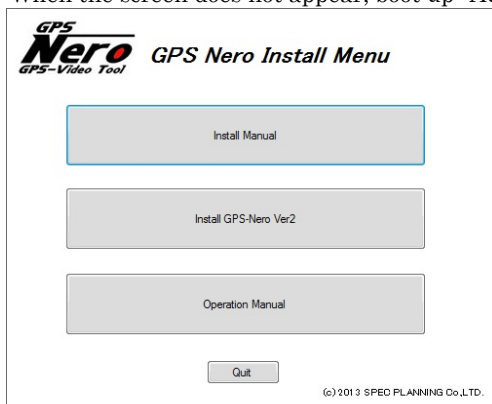 When the screen does not appear, boot up
GPS
Nero
GPS-Video Tool
GPS Nero Install Menu
Install Manual
Install GPS-Nero Ver2
Operation Manual
Quit
(c)2013 SPEC PLANNING Co,LTD.